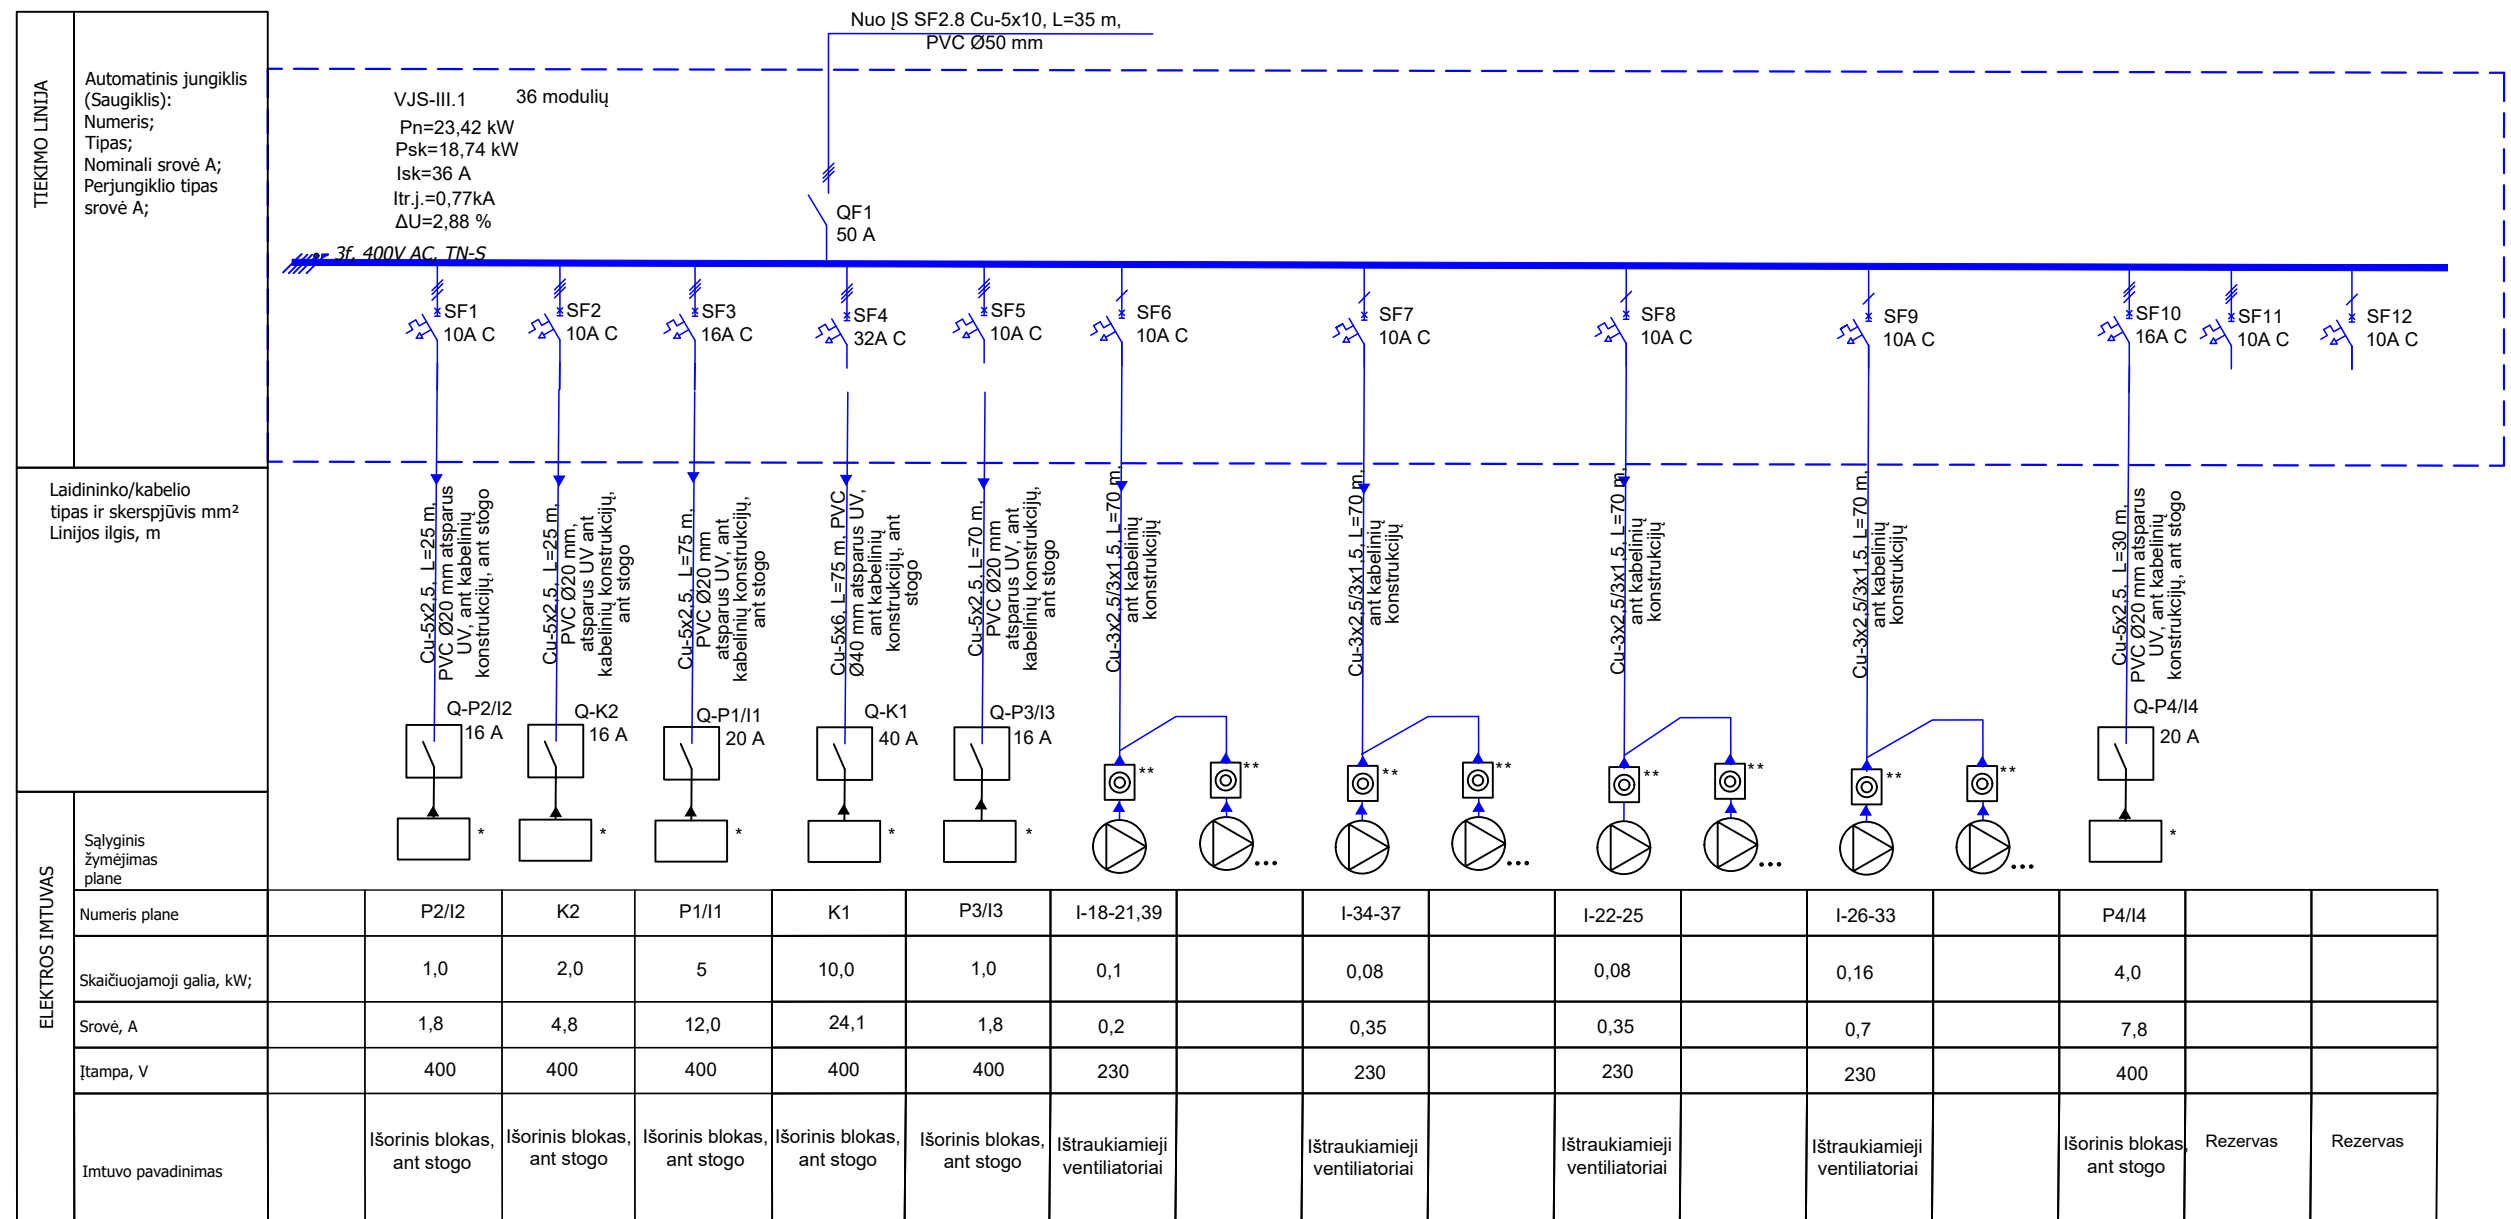 Nuo ĮS SF2.8 Cu-5x10, L=35 m,
PVC Ø50 mm
TIEKIMO LINIJA
Automatinis jungiklis
(Saugiklis):
Numeris;
Tipas;
Nominali srovė A;
Perjungiklio tipas
srovė A;
VJS-III.1
36 modulių
Pn=23,42 kW
Psk=18,74 kW
Isk=36 A
Itr.j.=0,77kA
ΔU=2,88 %
3f, 400V AC, TN-S
QF1
50 A
SF1
10A C
SF2
10A C
SF3
16A C
SF4
32A C
SF5
10A C
SF6
10A C
SF7
10A C
SF8
10A C
SF9
10A C
SF10
16A C
SF11
10A C
SF12
10A C
Laidininko/kabelio
tipas ir skerspjūvis mm²
Linijos ilgis, m
Cu-5x2,5, L=25 m,
PVC Ø20 mm atsparus
UV, ant kabelinių
konstrukcijų, ant stogo
Cu-5x2,5, L=25 m,
PVC Ø20 mm,
atsparus UV ant
kabelinių konstrukcijų,
ant stogo
Cu-5x2,5, L=75 m,
PVC Ø20 mm
atsparus UV, ant
kabelinių konstrukcijų,
ant stogo
Cu-5x6, L=75 m, PVC
Ø40 mm atsparus UV,
ant kabelinių
konstrukcijų, ant
stogo
Cu-5x2,5, L=70 m,
PVC Ø20 mm
atsparus UV, ant
kabelinių konstrukcijų,
ant stogo
Cu-3x2,5/3x1,5, L=70 m,
ant kabelinių
konstrukcijų
Cu-3x2,5/3x1,5, L=70 m,
ant kabelinių
konstrukcijų
Cu-3x2,5/3x1,5, L=70 m,
ant kabelinių
konstrukcijų
Cu-3x2,5/3x1,5, L=70 m,
ant kabelinių
konstrukcijų
Cu-5x2,5, L=30 m,
PVC Ø20 mm atsparus
UV, ant kabelinių
konstrukcijų, ant stogo
Q-P2/I2
16 A
Q-K2
16 A
Q-P1/I1
20 A
Q-K1
40 A
Q-P3/I3
16 A
Q-P4/I4
20 A
** ** ** ** ** ** ** **
* * * * * *
... ... ... ...
ELEKTROS IMTUVAS
Sąlyginis
žymėjimas
plane
Numeris plane P2/I2 K2 P1/I1 K1 P3/I3 I-18-21,39 I-34-37 I-22-25 I-26-33 P4/I4
Skaičiuojamoji galia, kW; 1,0 2,0 5 10,0 1,0 0,1 0,08 0,08 0,16 4,0
Srovė, A 1,8 4,8 12,0 24,1 1,8 0,2 0,35 0,35 0,7 7,8
Įtampa, V 400 400 400 400 400 230 230 230 230 400
Imtuvo pavadinimas
Išorinis blokas,
ant stogo
Išorinis blokas,
ant stogo
Išorinis blokas,
ant stogo
Išorinis blokas,
ant stogo
Išorinis blokas,
ant stogo
Ištraukiamieji
ventiliatoriai
Ištraukiamieji
ventiliatoriai
Ištraukiamieji
ventiliatoriai
Ištraukiamieji
ventiliatoriai
Išorinis blokas,
ant stogo
Rezervas
Rezervas